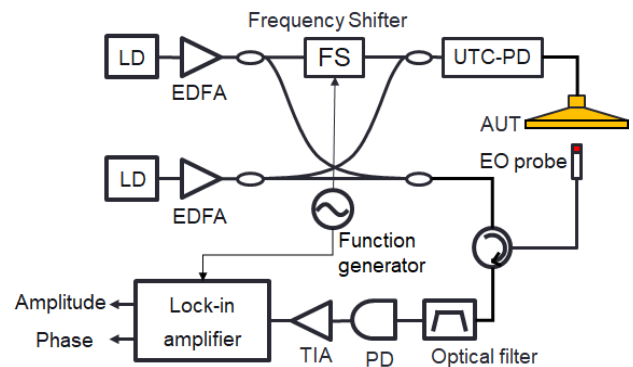 Frequency Shifter
LD
FS
UTC-PD
EDFA
AUT
EO probe
LD
EDFA
Function
generator
Amplitude
Lock-in
amplifier
Phase
TIA
PD
Optical filter